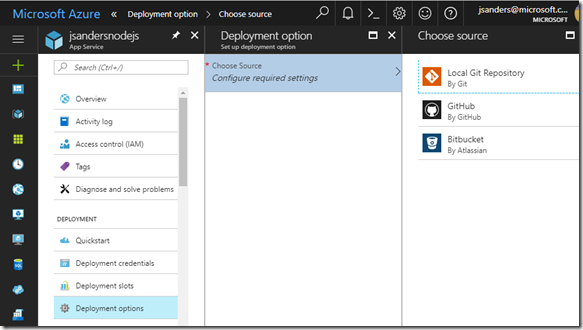 Microsoft Azure
Deployment option
Choose source
jsanders@microsoft.c...
MICROSOFT
jsandersnodejs
App Service
Search (Ctrl+/)
Overview
Activity log
Access control (IAM)
Tags
Diagnose and solve problems
DEPLOYMENT
Quickstart
Deployment credentials
Deployment slots
Deployment options
Deployment option
Set up deployment option
* Choose Source
Configure required settings
Choose source
Local Git Repository
By Git
GitHub
By GitHub
Bitbucket
By Atlassian